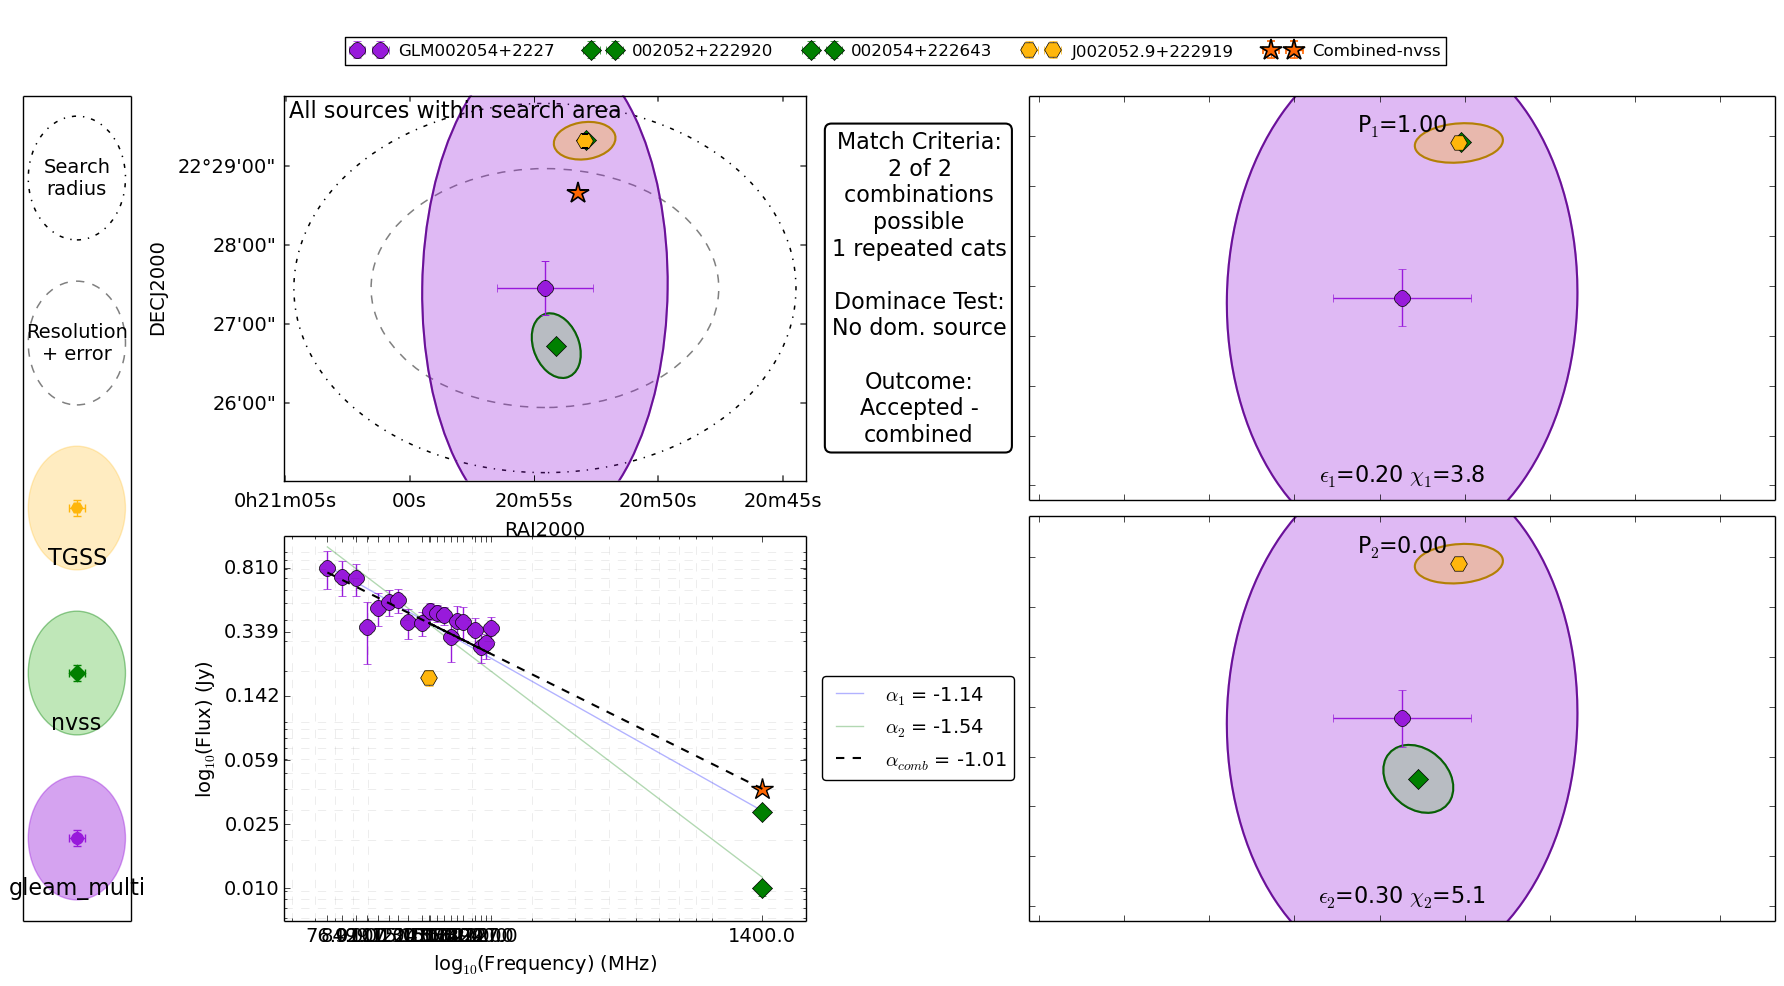 GLM002054+2227 002052+222920 002054+222643 J002052.9+222919 Combined-nvss
Search
radius
Resolution
+ error
TGSS
nvss
gleam_multi
All sources within search area
DECJ2000
22°29'00"
28'00"
27'00"
26'00"
0h21m05s 00s 20m55s 20m50s 20m45s
RAJ2000
Match Criteria:
2 of 2
combinations
possible
1 repeated cats
Dominace Test:
No dom. source
Outcome:
Accepted -
combined
P1=1.00
ϵ1=0.20 χ1=3.8
P2=0.00
ϵ2=0.30 χ2=5.1
log10(Flux) (Jy)
0.810
0.339
0.142
0.059
0.025
0.010
1400.0
log10(Frequency) (MHz)
α1 = -1.14
α2 = -1.54
αcomb = -1.01